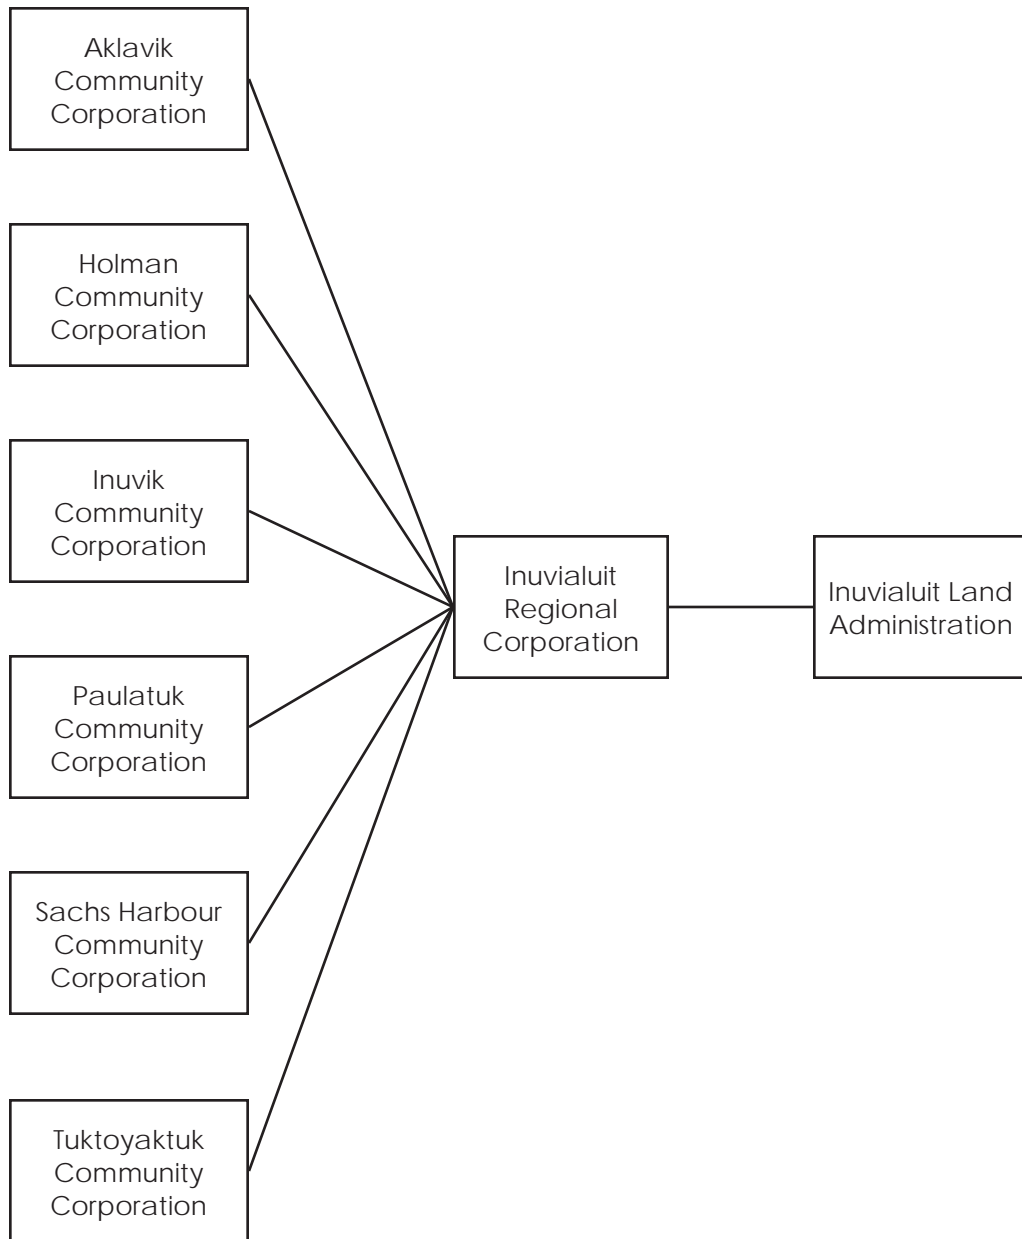 Aklavik
Community
Corporation
Holman
Community
Corporation
Inuvik
Community
Corporation
Inuvialuit
Regional
Corporation
Inuvialuit Land
Administration
Paulatuk
Community
Corporation
Sachs Harbour
Community
Corporation
Tuktoyaktuk
Community
Corporation